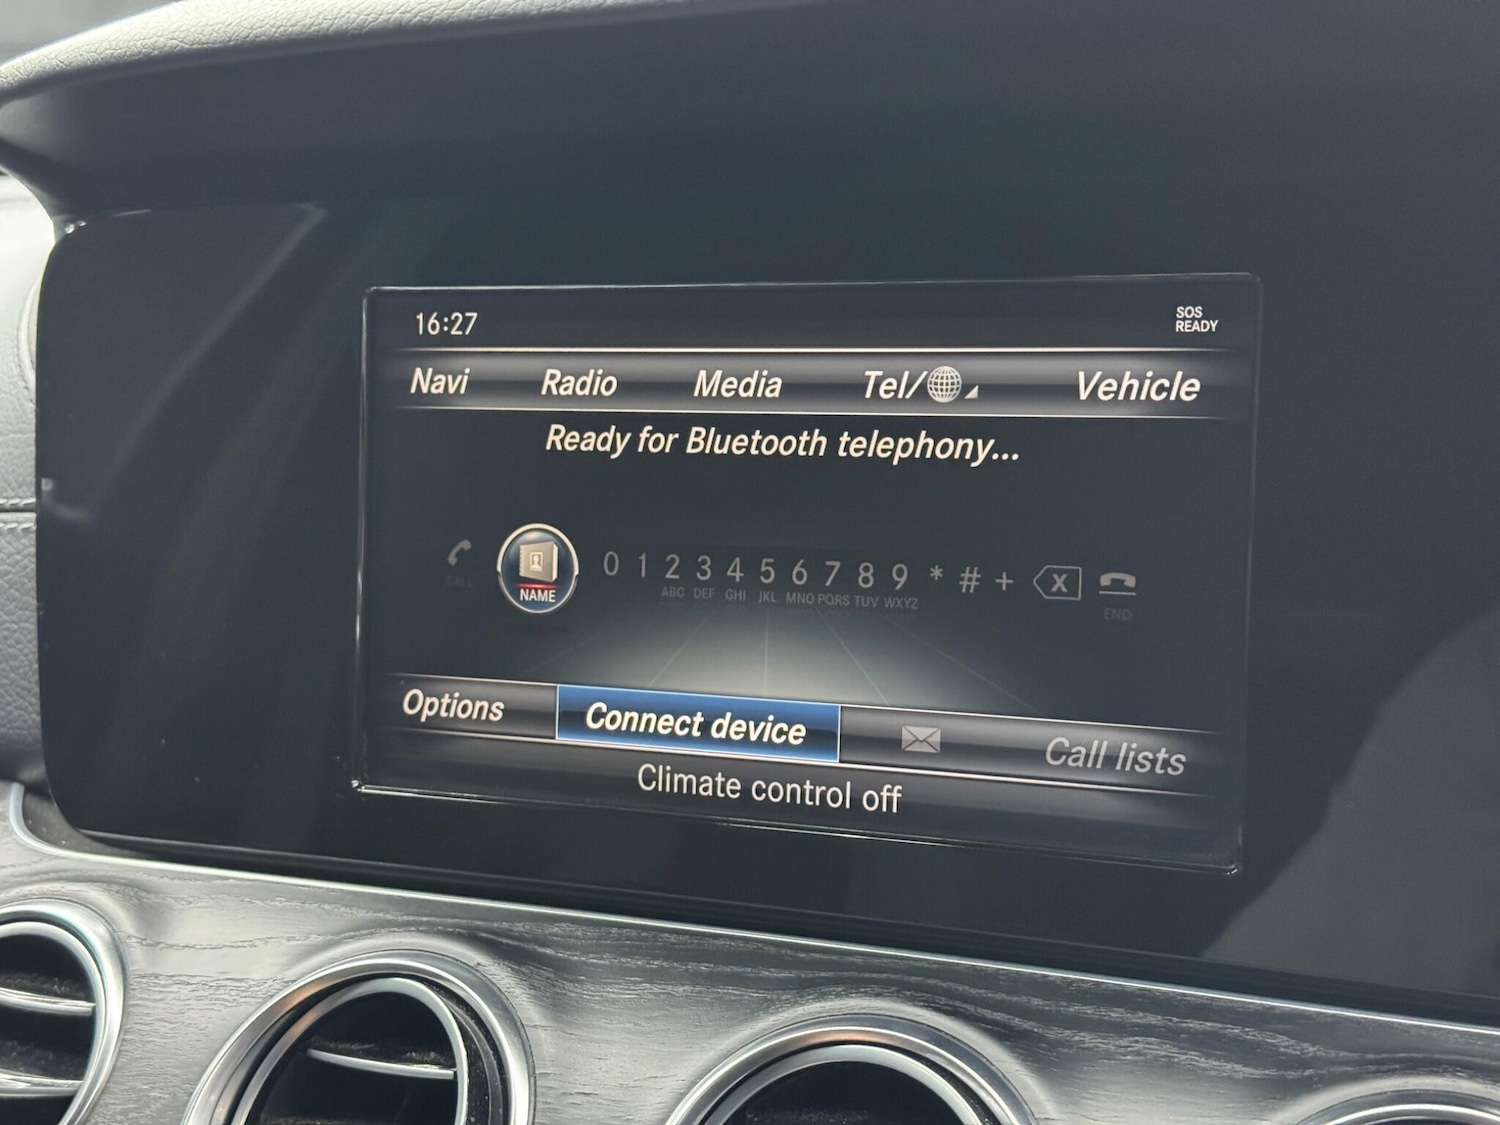 16:27
SOS
READY
Navi Radio Media Tel/ Vehicle
Ready for Bluetooth telephony...
0 1 2 3 4 5 6 7 8 9 * # + X
CALL NAME ABC DEF GHI JKL MNO PQRS TUV WXYZ END
Options Connect device Call lists
Climate control off